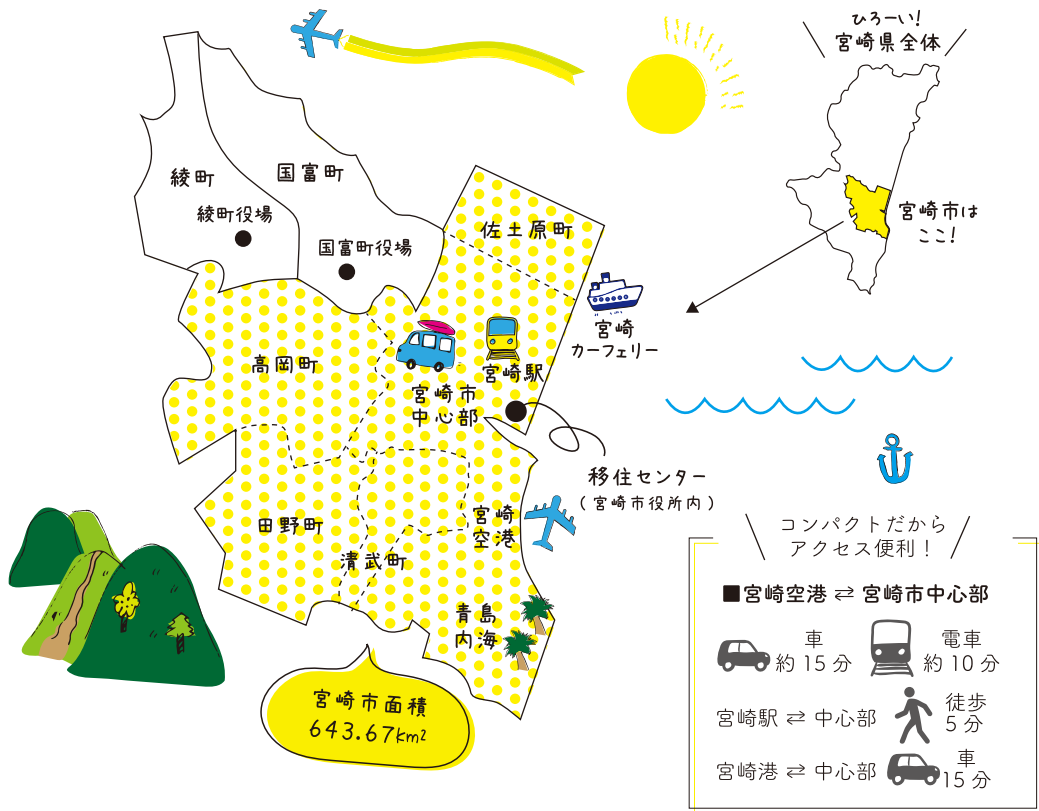 ひろーい!
宮崎県全体
宮崎市は
ここ!
綾町
国富町
綾町役場
国富町役場
佐土原町
宮崎
カーフェリー
高岡町
宮崎駅
宮崎市
中心部
移住センター
(宮崎市役所内)
田野町
宮崎
空港
清武町
青島
内海
宮崎市面積
643.67km²
コンパクトだから
アクセス便利!
■宮崎空港 ⇄ 宮崎市中心部
車
約15分
電車
約10分
宮崎駅 ⇄ 中心部
徒歩
5分
宮崎港 ⇄ 中心部
車
15分